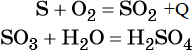 S + O₂ = SO₂ +Q
SO₃ + H₂O = H₂SO₄